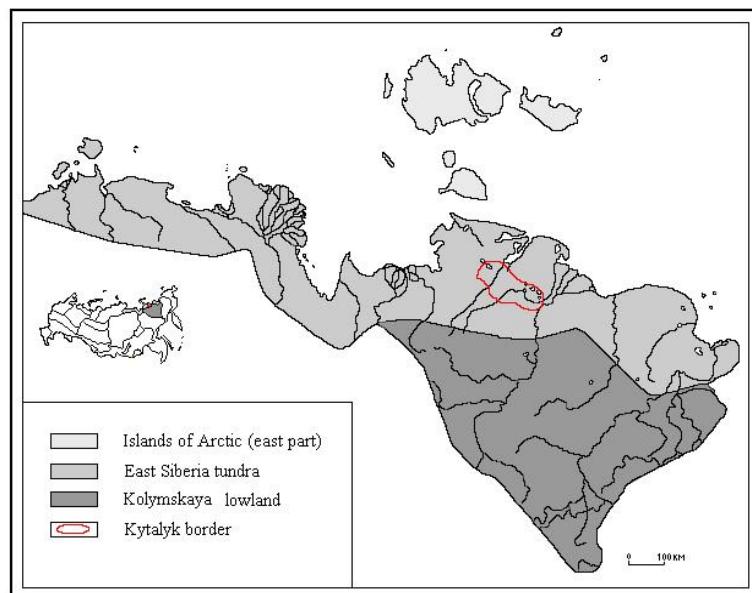 Islands of Arctic (east part)
East Siberia tundra
Kolymskaya lowland
Kytalyk border
0 100 KM